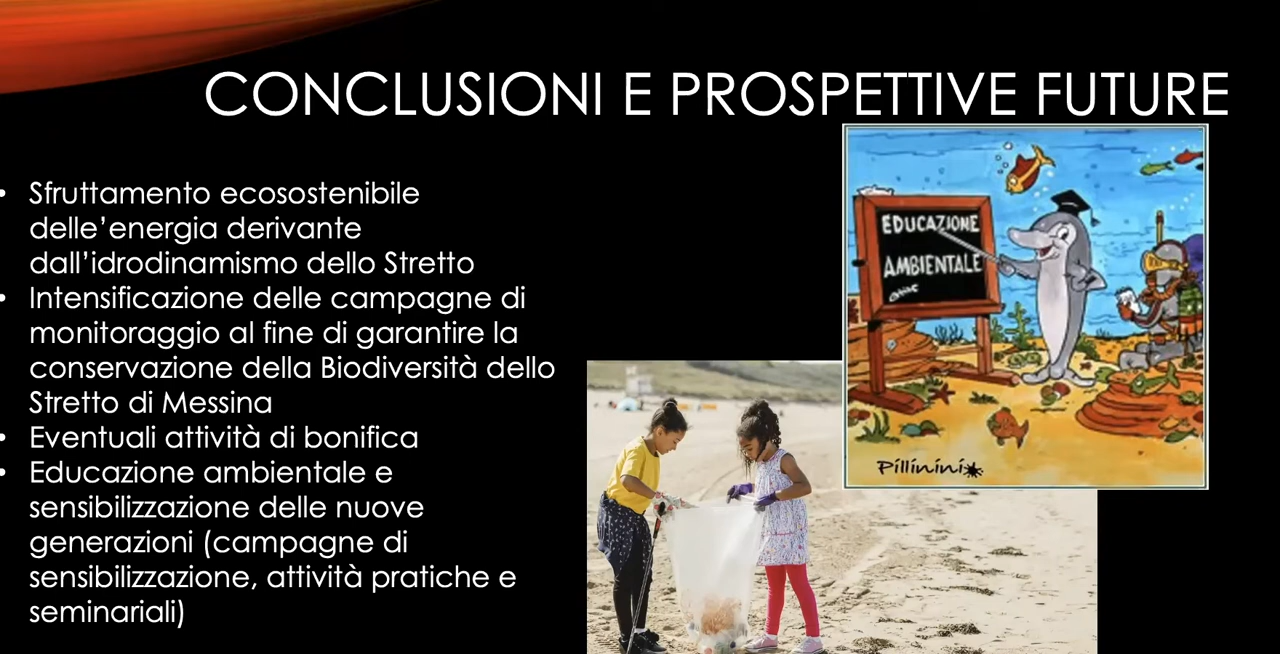 CONCLUSIONI E PROSPETTIVE FUTURE
• Sfruttamento ecosostenibile
delle’energia derivante
dall’idrodinamismo dello Stretto
• Intensificazione delle campagne di
monitoraggio al fine di garantire la
conservazione della Biodiversità dello
Stretto di Messina
• Eventuali attività di bonifica
• Educazione ambientale e
sensibilizzazione delle nuove
generazioni (campagne di
sensibilizzazione, attività pratiche e
seminariali)
EDUCAZIONE
AMBIENTALE
Pillinini